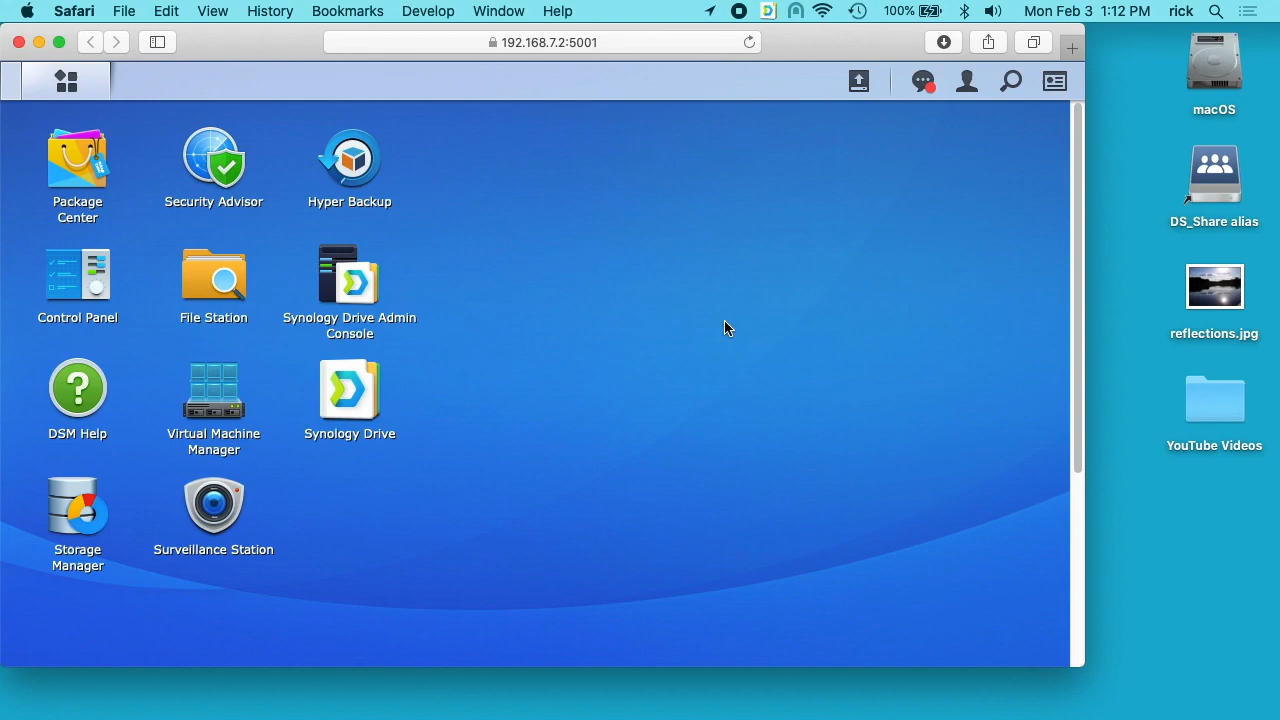 Safari File Edit View History Bookmarks Develop Window Help 100% Mon Feb 3 1:12 PM rick
192.168.7.2:5001
Package
Center
Security Advisor
Hyper Backup
Control Panel
File Station
Synology Drive Admin
Console
DSM Help
Virtual Machine
Manager
Synology Drive
Storage
Manager
Surveillance Station
macOS
DS_Share alias
reflections.jpg
YouTube Videos